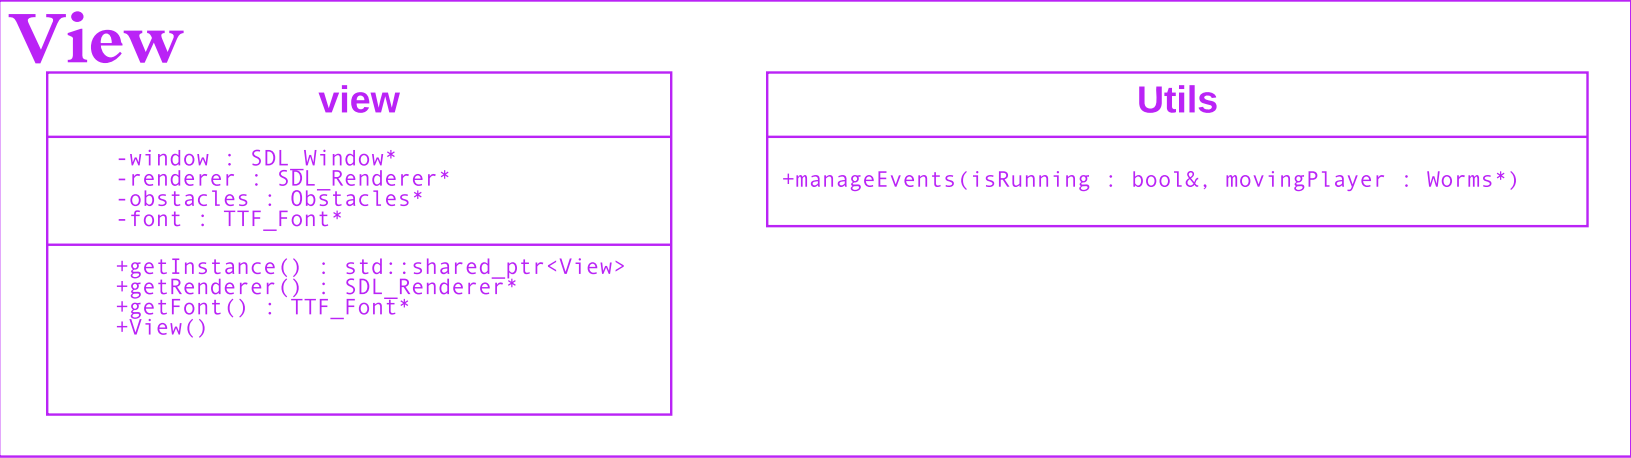 View
view
-window : SDL_Window*
-renderer : SDL_Renderer*
-obstacles : Obstacles*
-font : TTF_Font*
+getInstance() : std::shared_ptr<View>
+getRenderer() : SDL_Renderer*
+getFont() : TTF_Font*
+View()
Utils
+manageEvents(isRunning : bool&, movingPlayer : Worms*)